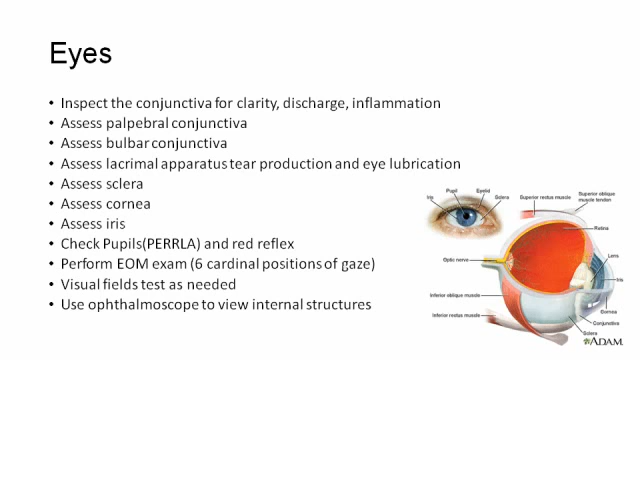 Eyes
• Inspect the conjunctiva for clarity, discharge, inflammation
• Assess palpebral conjunctiva
• Assess bulbar conjunctiva
• Assess lacrimal apparatus tear production and eye lubrication
• Assess sclera
• Assess cornea
• Assess iris
• Check Pupils(PERRLA) and red reflex
• Perform EOM exam (6 cardinal positions of gaze)
• Visual fields test as needed
• Use ophthalmoscope to view internal structures
Iris
Pupil
Eyelid
Sclera
Superior rectus muscle
Superior oblique
muscle tendon
Retina
Lens
Optic nerve
Iris
Inferior oblique muscle
Cornea
Inferior rectus muscle
Conjunctiva
Sclera
ADAM.